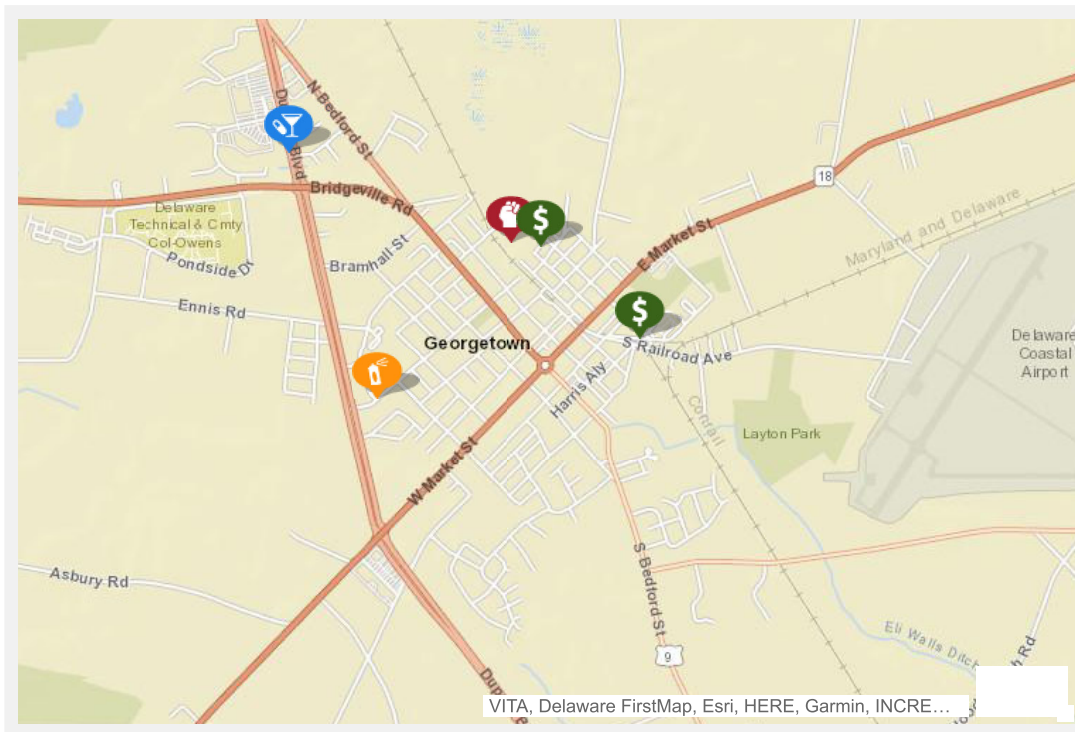 N Bedford St
Blvd
Bridgeville Rd
18
Delaware
Technical & Cmty
Col-Owens
Pondside Dr
Bramhall St
E Market St
Maryland and Delaware
$
$
Ennis Rd
Georgetown
S Railroad Ave
Delaware
Coastal
Airport
Harris Aly
Conrail
Layton Park
W Market St
S Bedford St
Asbury Rd
Eli Walls Ditch
9
VITA, Delaware FirstMap, Esri, HERE, Garmin, INCRE…